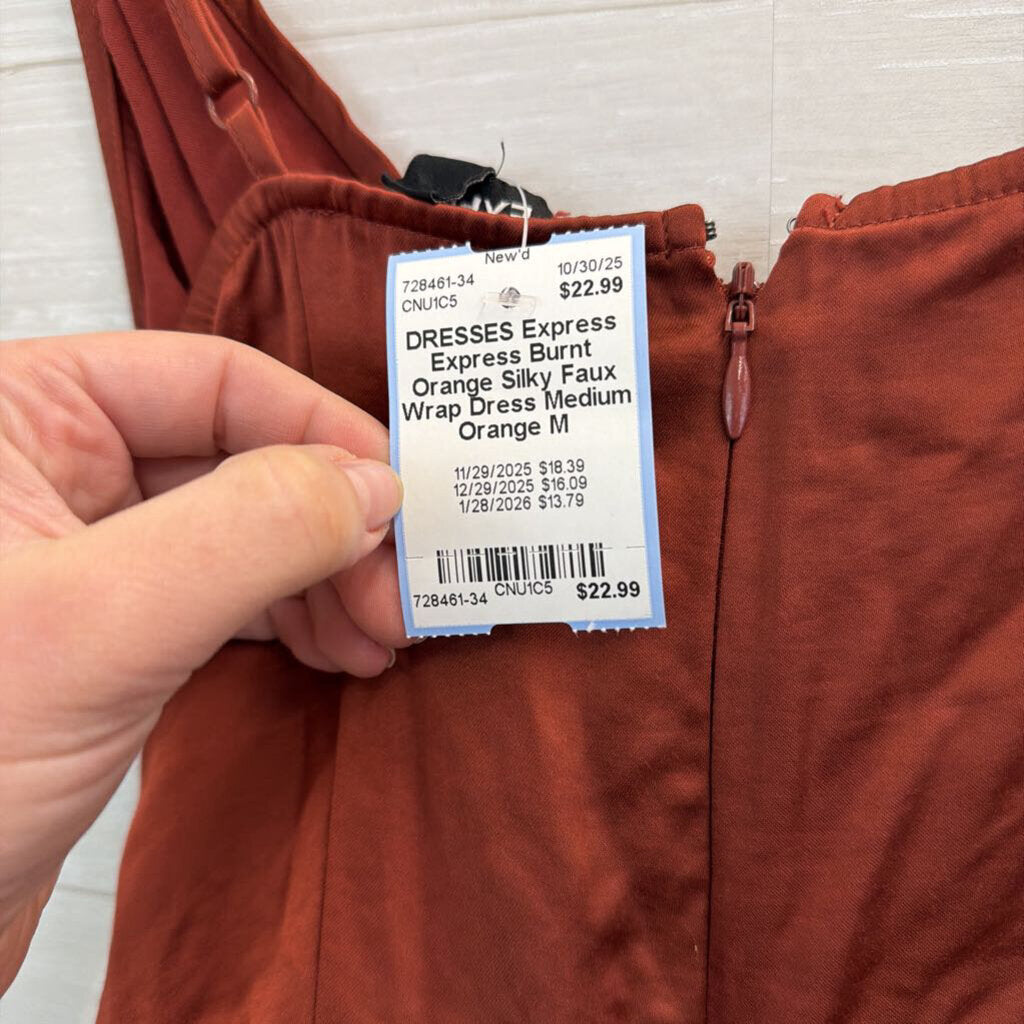 New'd
728461-34 10/30/25
CNU1C5 $22.99
DRESSES Express
Express Burnt
Orange Silky Faux
Wrap Dress Medium
Orange M
11/29/2025 $18.39
12/29/2025 $16.09
1/28/2026 $13.79
728461-34 CNU1C5 $22.99